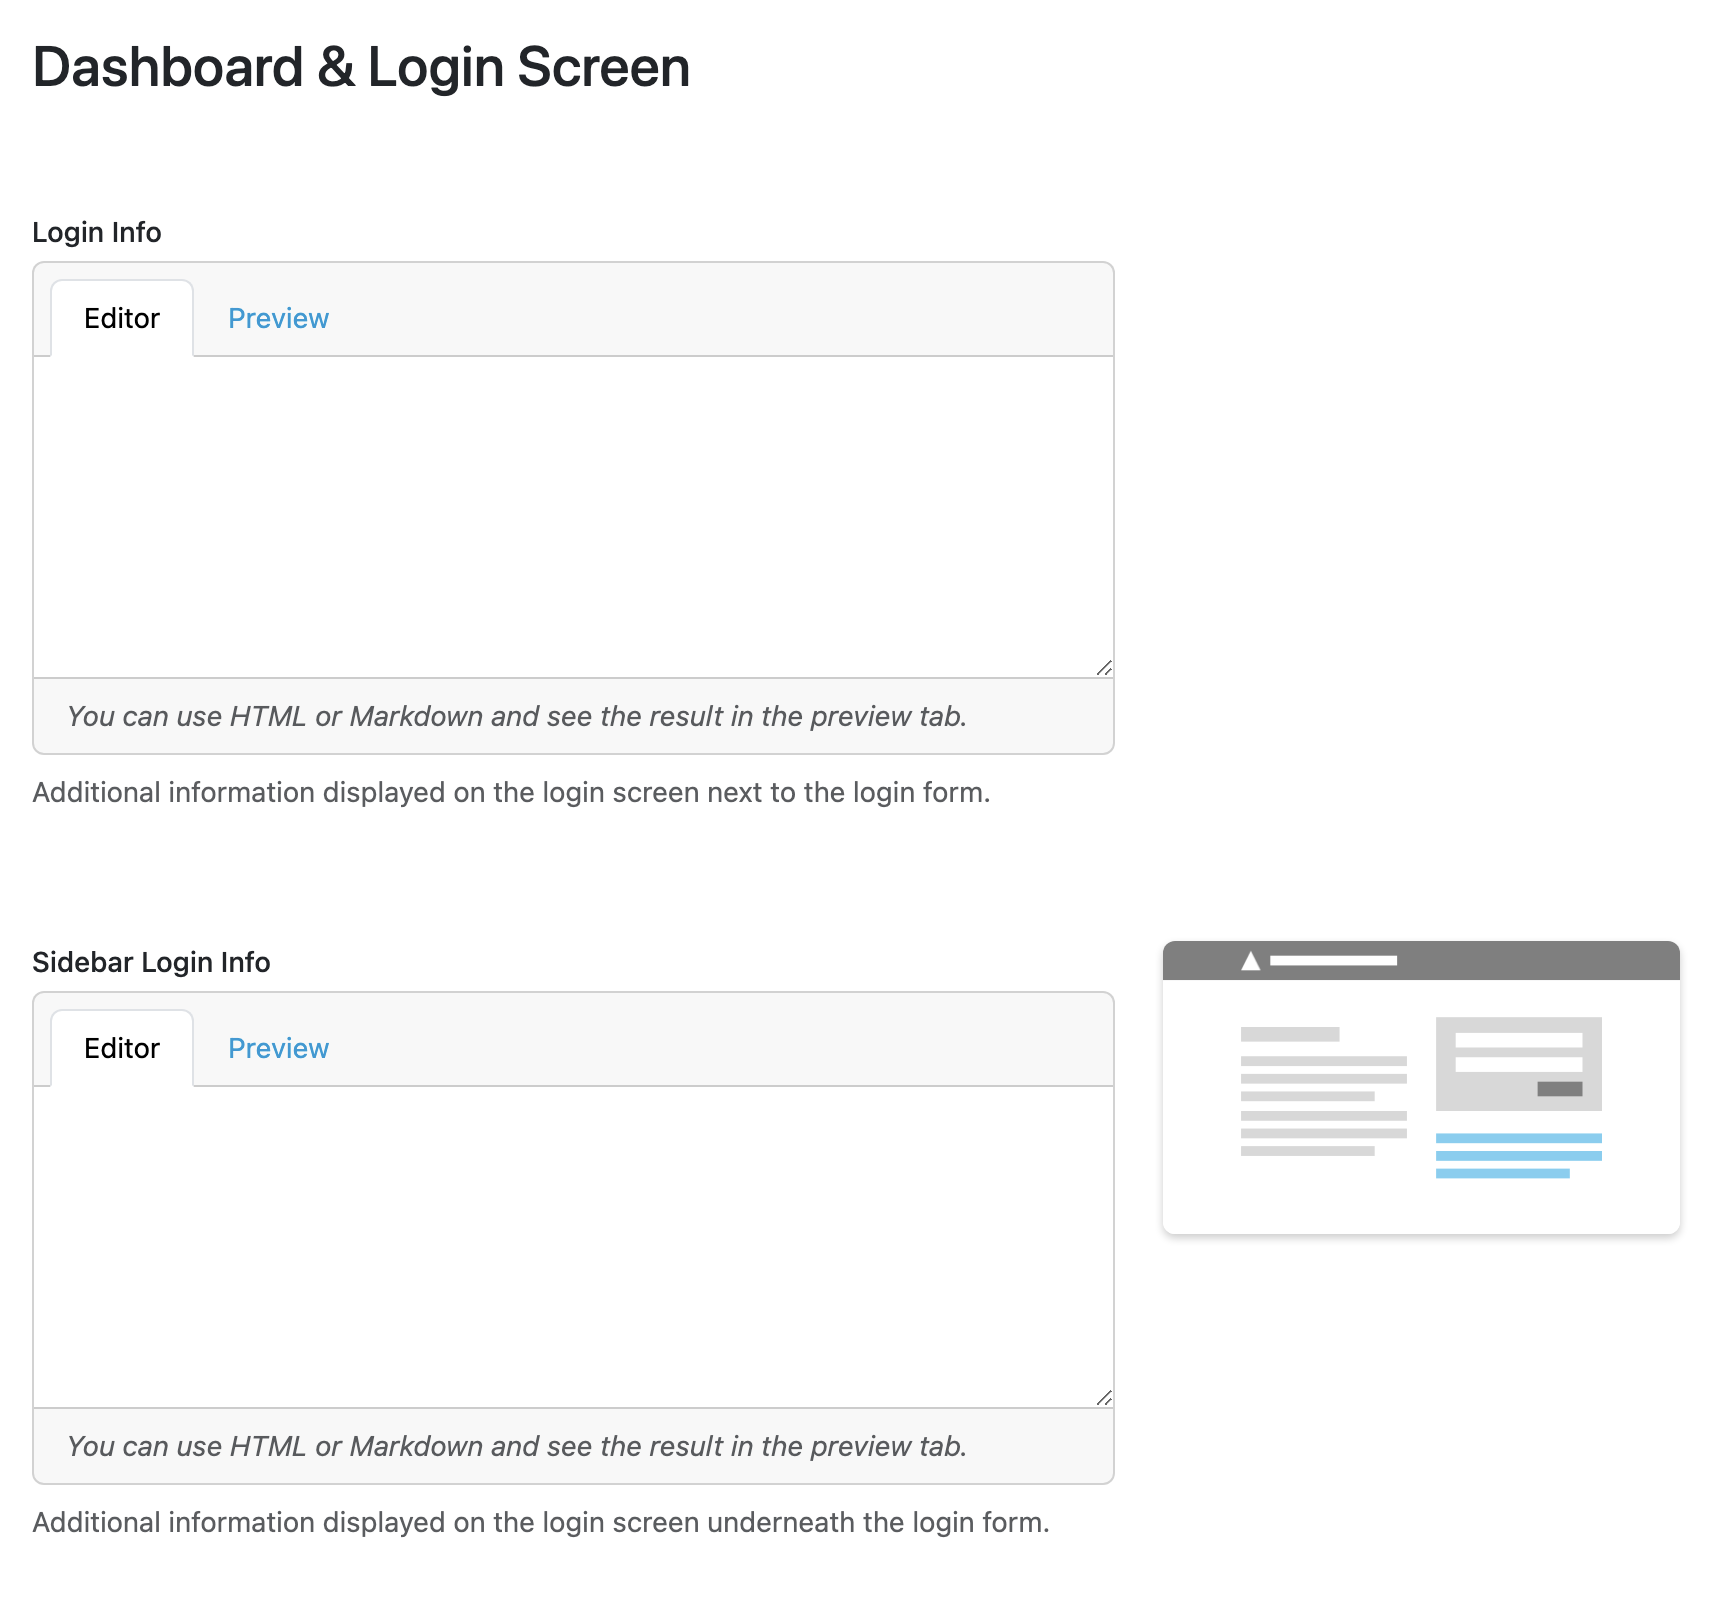 Dashboard & Login Screen
Login Info
Editor
Preview
You can use HTML or Markdown and see the result in the preview tab.
Additional information displayed on the login screen next to the login form.
Sidebar Login Info
Editor
Preview
You can use HTML or Markdown and see the result in the preview tab.
Additional information displayed on the login screen underneath the login form.